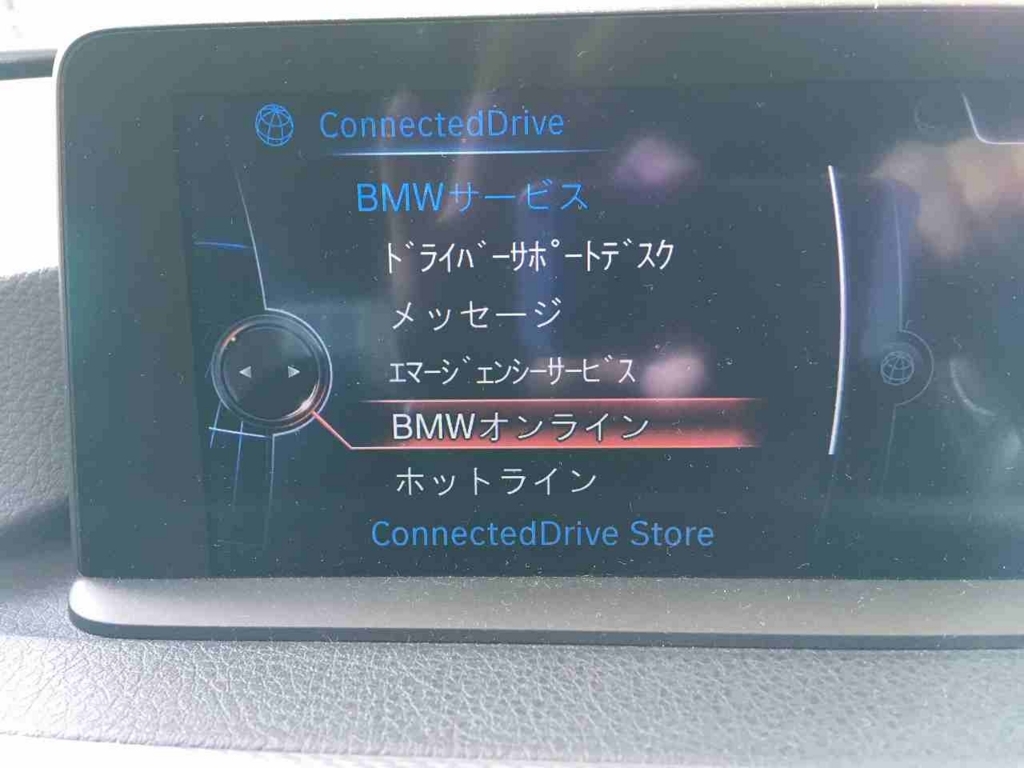 ConnectedDrive
BMWサービス
ﾄﾞﾗｲﾊﾞｰｻﾎﾟｰﾄﾃﾞｽｸ
メッセージ
ｴﾏｰｼﾞｪﾝｼｰｻｰﾋﾞｽ
BMWオンライン
ホットライン
ConnectedDrive Store